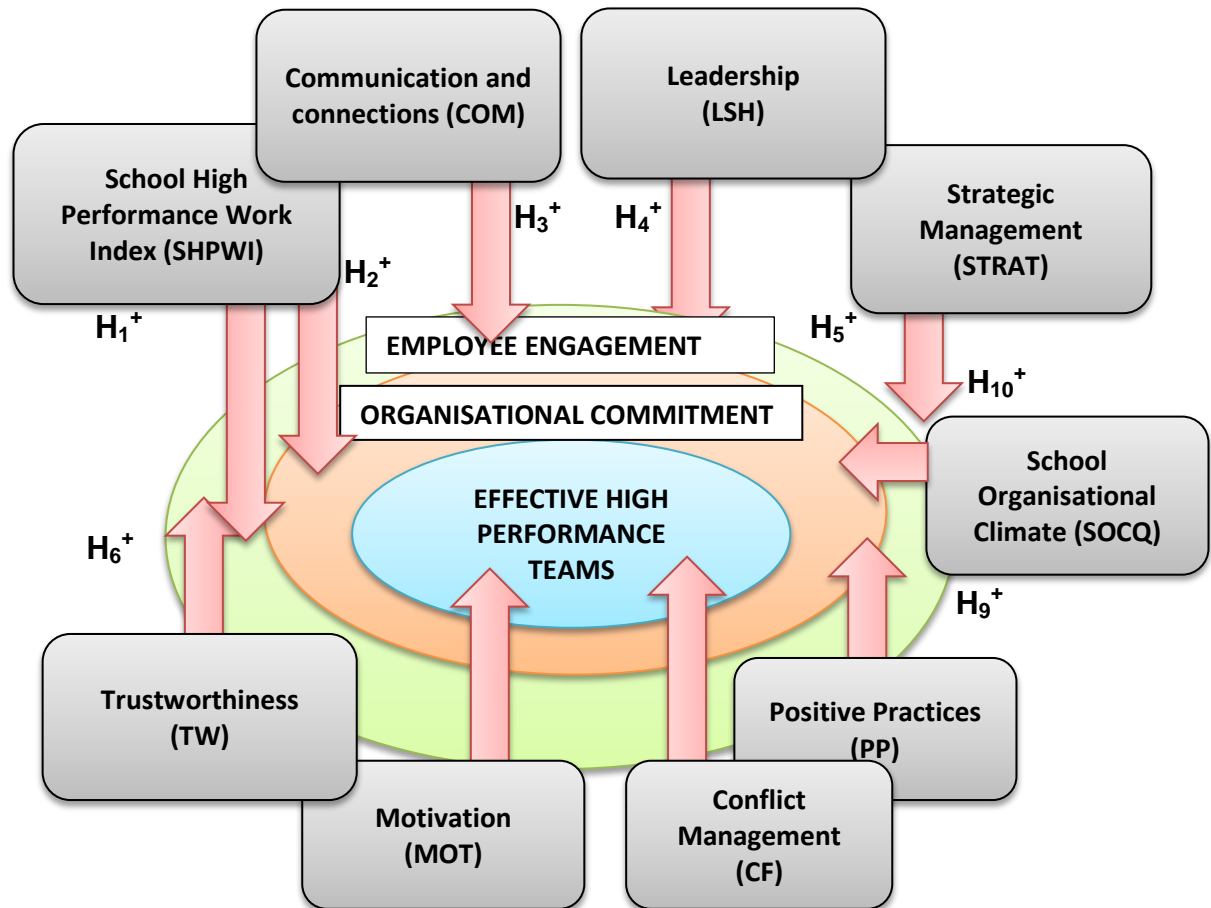 Communication and
connections (COM)
Leadership
(LSH)
School High
Performance Work
Index (SHPWI)
Strategic
Management
(STRAT)
H₃⁺
H₄⁺
H₂⁺
H₁⁺
H₅⁺
H₁₀⁺
EMPLOYEE ENGAGEMENT
ORGANISATIONAL COMMITMENT
EFFECTIVE HIGH
PERFORMANCE
TEAMS
School
Organisational
Climate (SOCQ)
H₆⁺
H₉⁺
Trustworthiness
(TW)
Positive Practices
(PP)
Motivation
(MOT)
Conflict
Management
(CF)